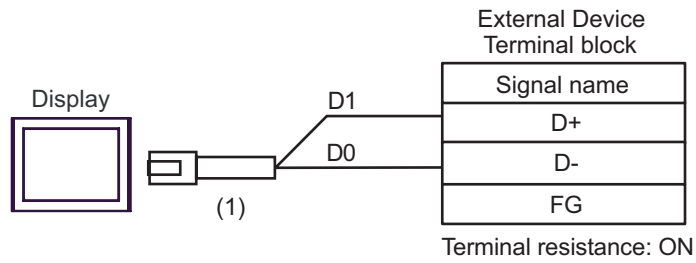 External Device
Terminal block
Signal name
Display
D1
D+
D0
D-
(1)
FG
Terminal resistance: ON